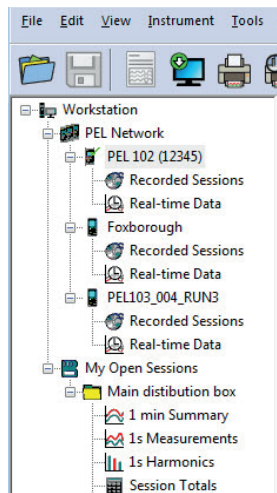 File Edit View Instrument Tools
Workstation
PEL Network
PEL 102 (12345)
Recorded Sessions
Real-time Data
Foxborough
Recorded Sessions
Real-time Data
PEL103_004_RUN3
Recorded Sessions
Real-time Data
My Open Sessions
Main distibution box
1 min Summary
1s Measurements
1s Harmonics
Session Totals